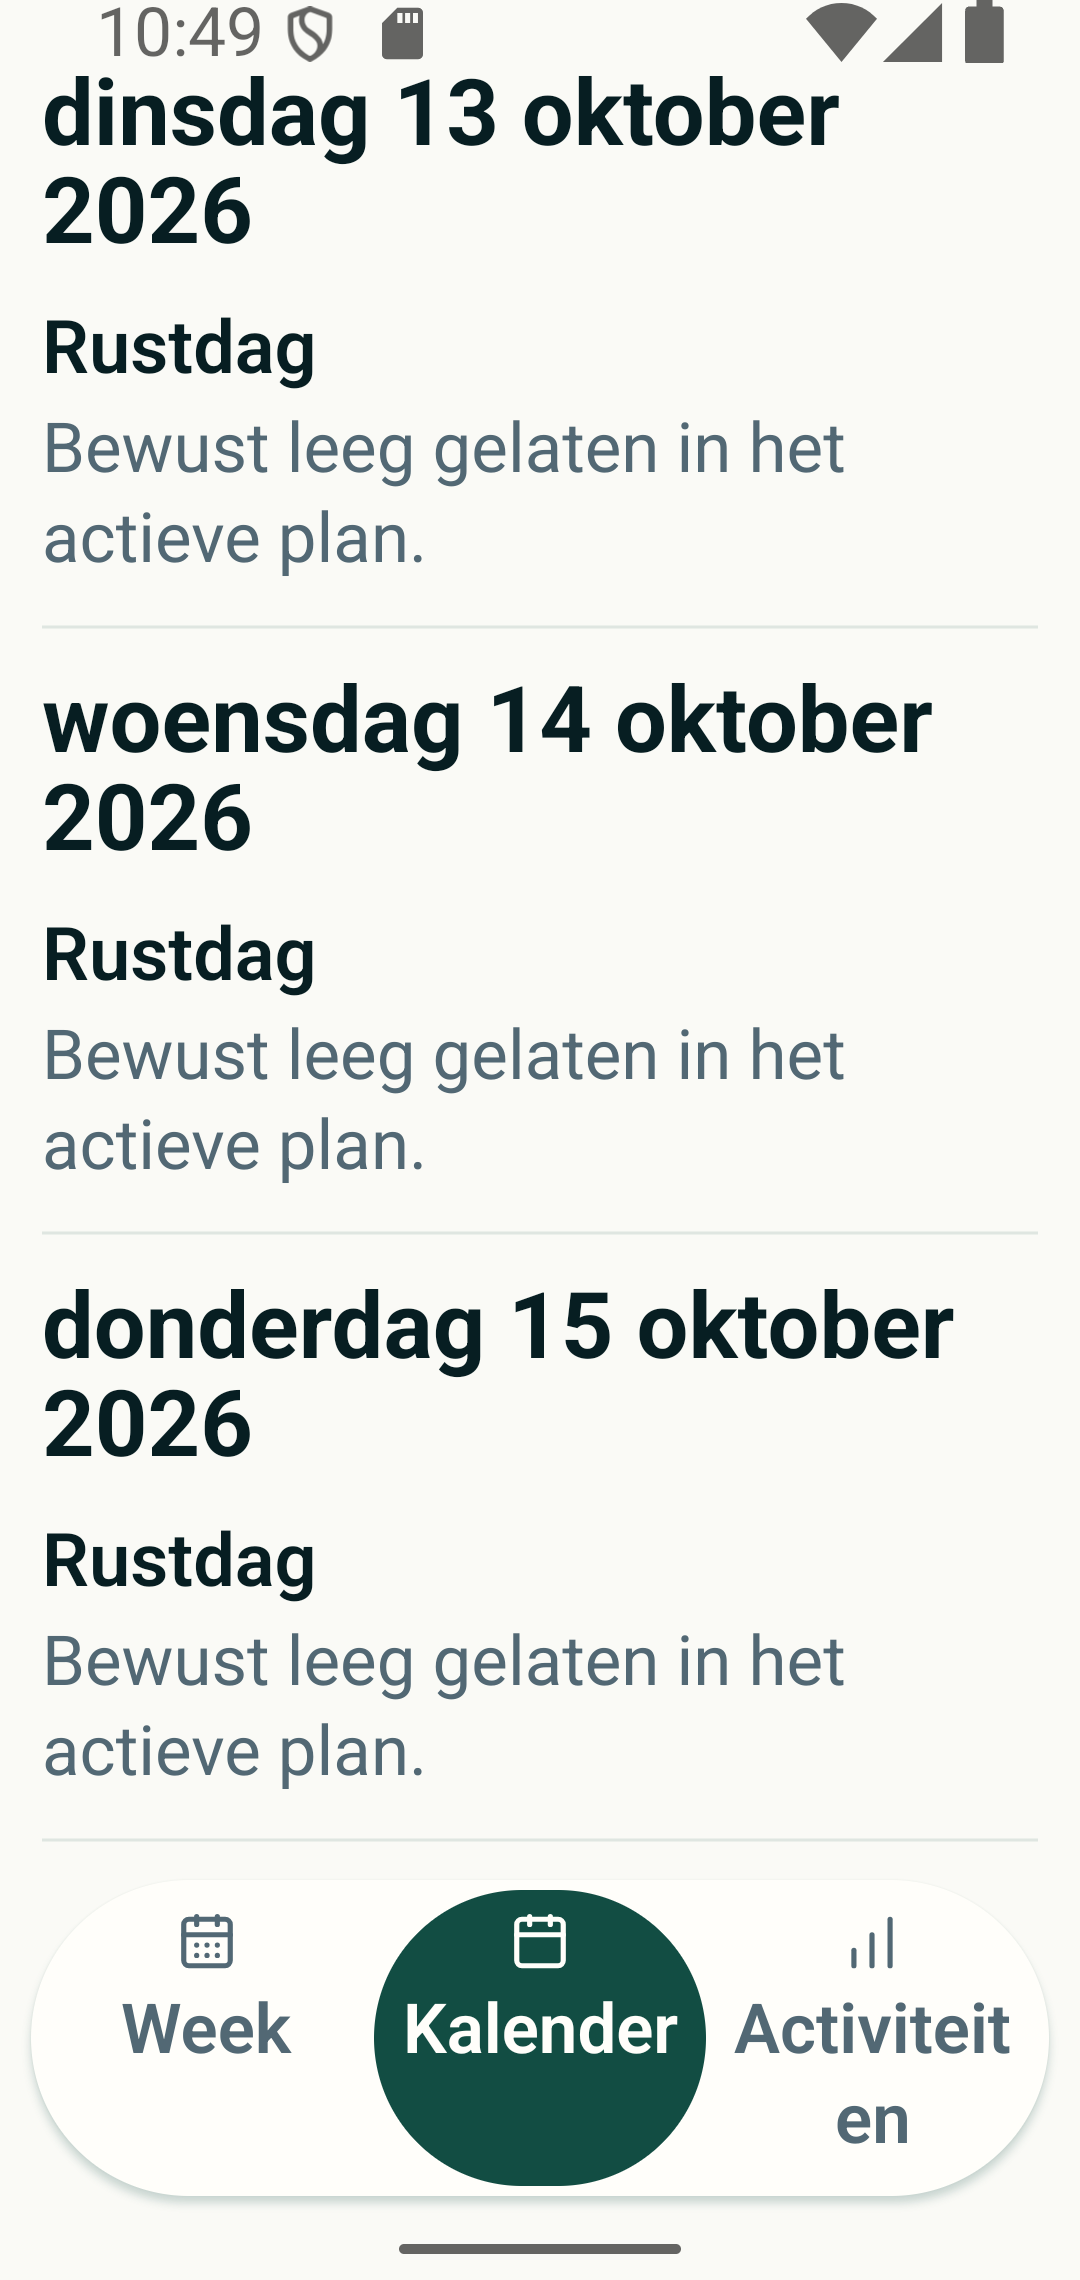 10:49
dinsdag 13 oktober
2026
Rustdag
Bewust leeg gelaten in het
actieve plan.
woensdag 14 oktober
2026
Rustdag
Bewust leeg gelaten in het
actieve plan.
donderdag 15 oktober
2026
Rustdag
Bewust leeg gelaten in het
actieve plan.
Week
Kalender
Activiteit
en